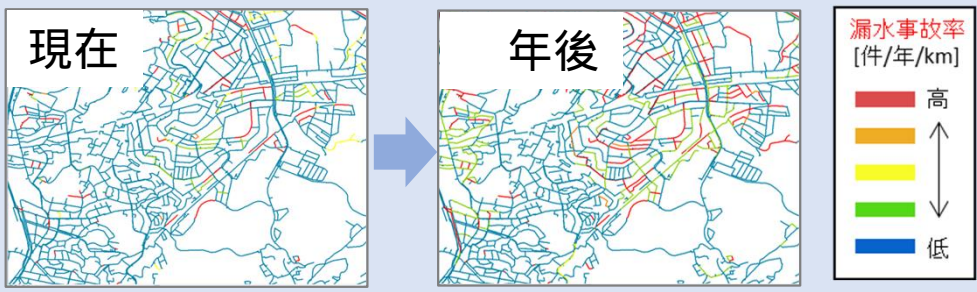 現在
年後
漏水事故率
[件/年/km]
高
低